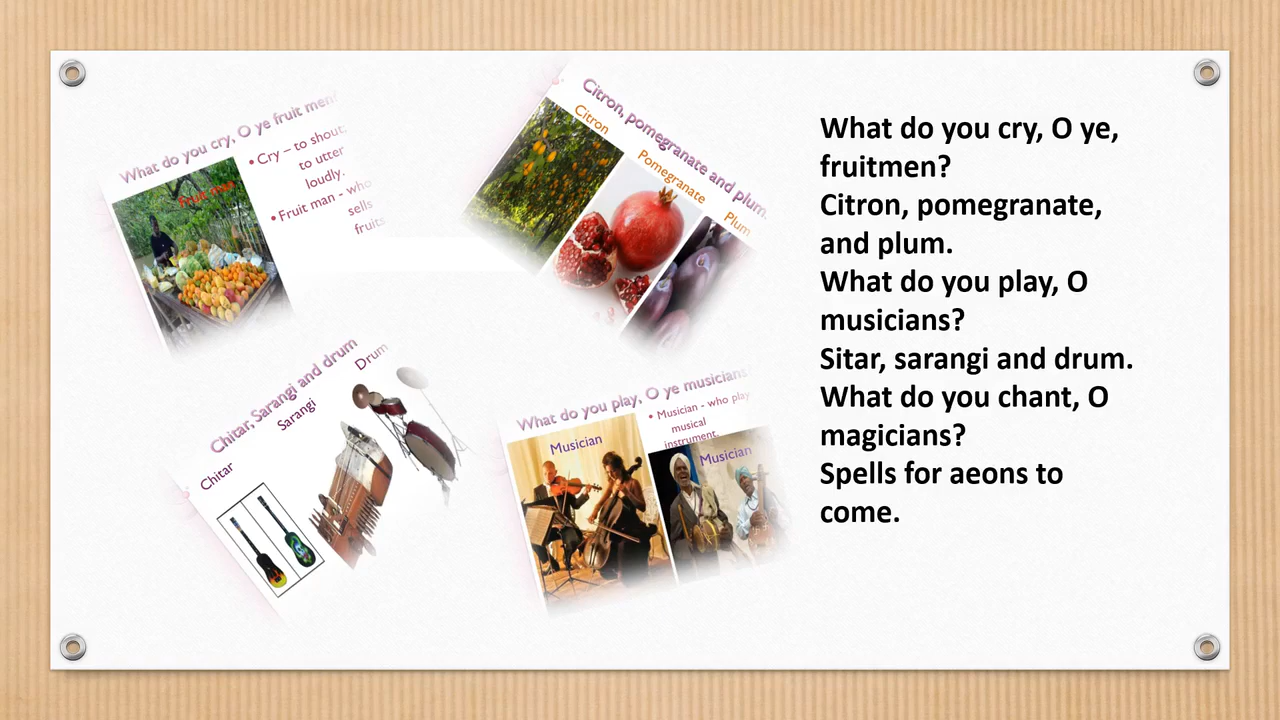 What do you cry, O ye fruit men?
• Cry – to shout;
to utter
loudly.
• Fruit man - who
sells
fruits
fruit man
Citron, pomegranate and plum.
Citron
Pomegranate
Plum
Chitar, Sarangi and drum
Drum
Sarangi
Chitar
What do you play, O ye musicians
• Musician - who play
musical
instrument.
Musician
Musician
What do you cry, O ye,
fruitmen?
Citron, pomegranate,
and plum.
What do you play, O
musicians?
Sitar, sarangi and drum.
What do you chant, O
magicians?
Spells for aeons to
come.